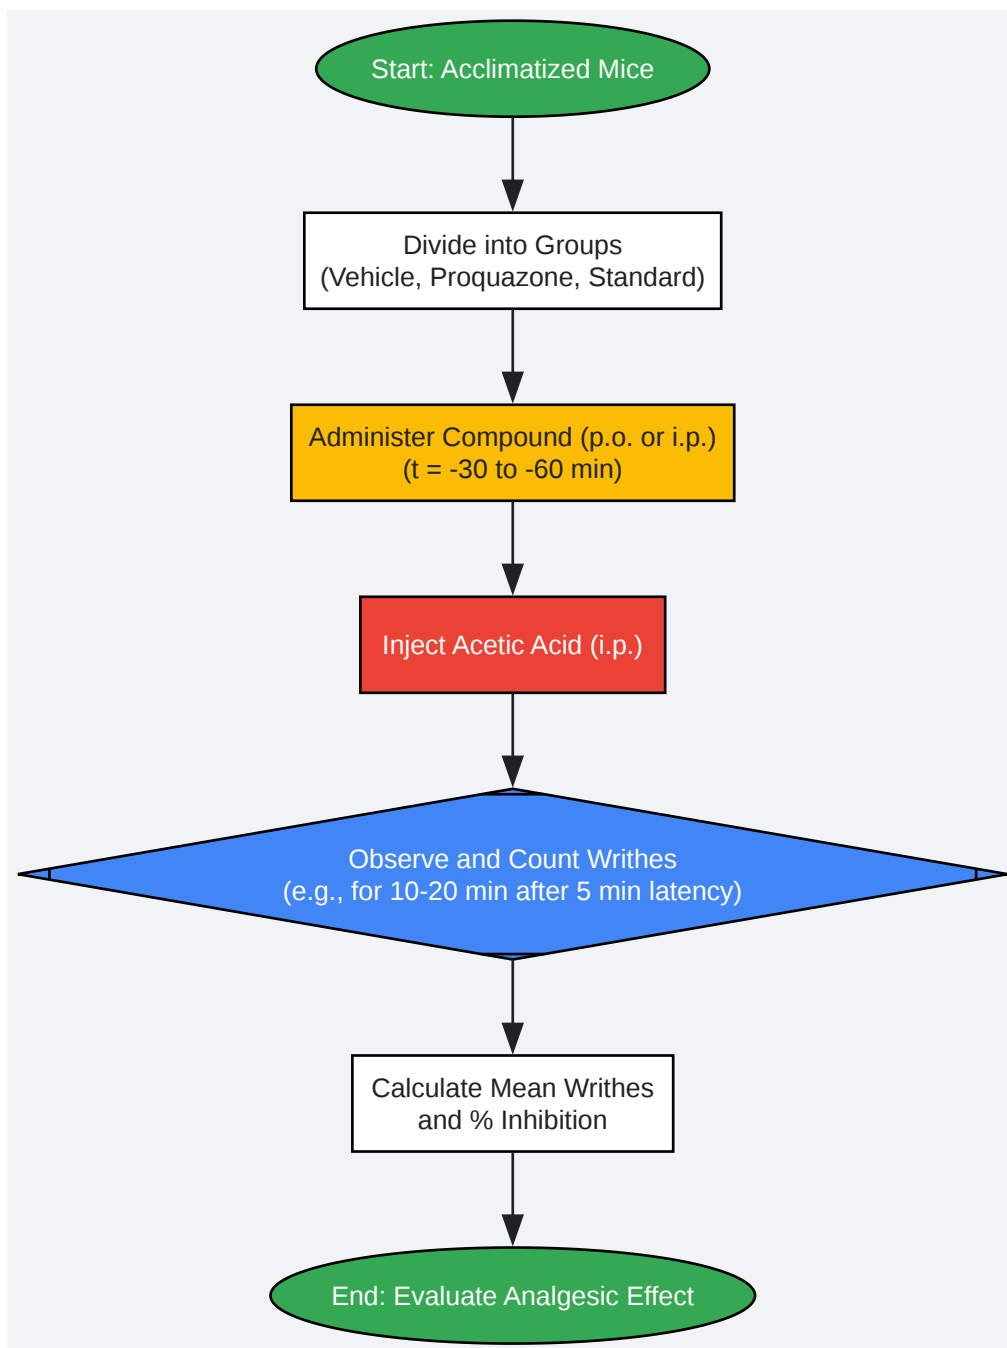 Start: Acclimatized Mice
Divide into Groups
(Vehicle, Proquazone, Standard)
Administer Compound (p.o. or i.p.)
(t = -30 to -60 min)
Inject Acetic Acid (i.p.)
Observe and Count Writhes
(e.g., for 10-20 min after 5 min latency)
Calculate Mean Writhes
and % Inhibition
End: Evaluate Analgesic Effect